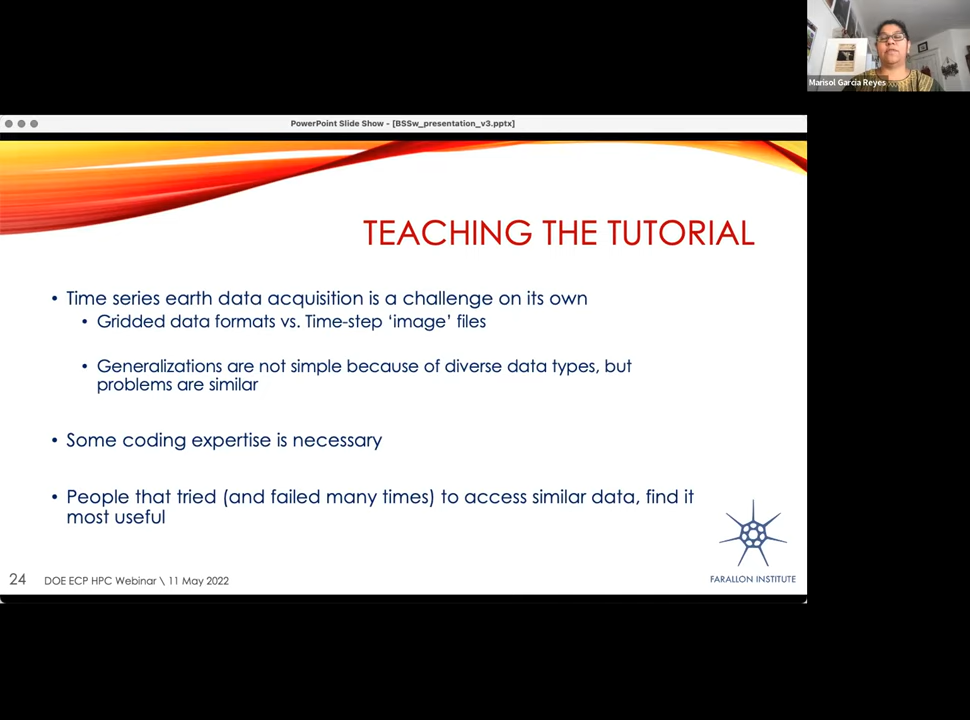 Marisol García Reyes
PowerPoint Slide Show - [BSSw_presentation_v3.pptx]
TEACHING THE TUTORIAL
• Time series earth data acquisition is a challenge on its own
• Gridded data formats vs. Time-step ‘image’ files
• Generalizations are not simple because of diverse data types, but
problems are similar
• Some coding expertise is necessary
• People that tried (and failed many times) to access similar data, find it
most useful
24 DOE ECP HPC Webinar \ 11 May 2022
FARALLON INSTITUTE